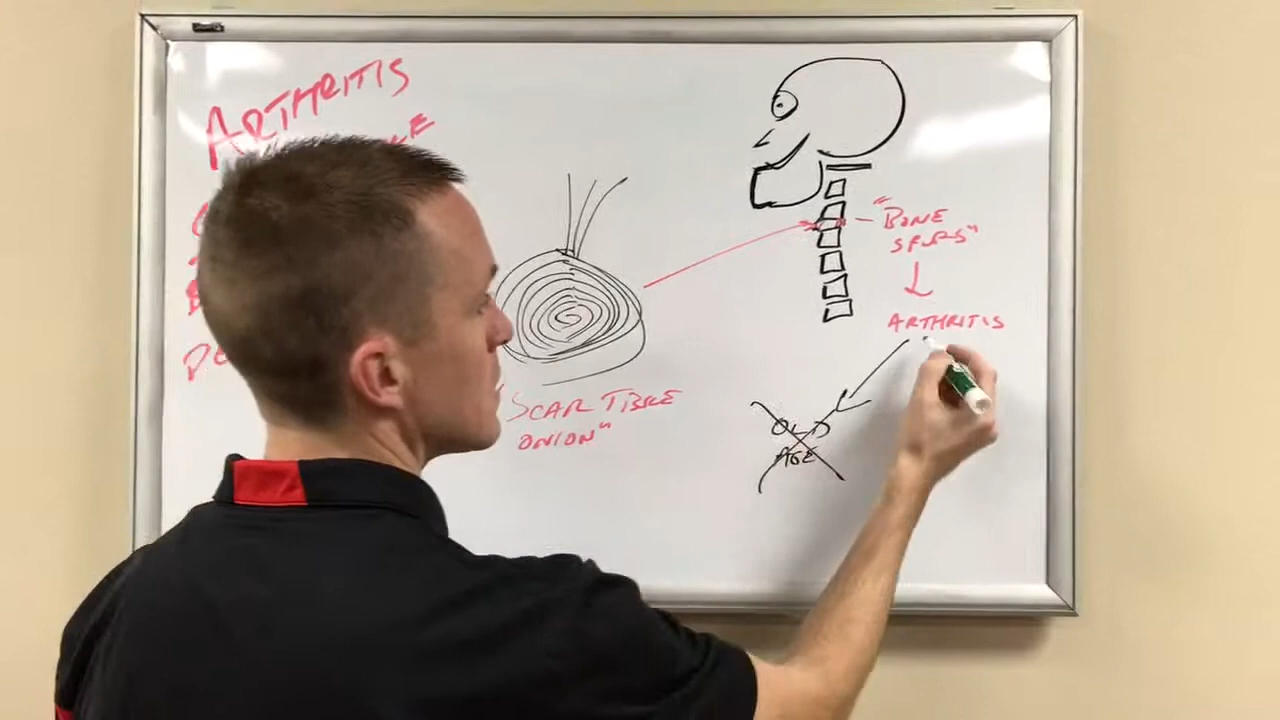 ARTHRITIS
SCAR TISSUE
ONION"
"BONE
SPURS"
ARTHRITIS
OLD
AGE